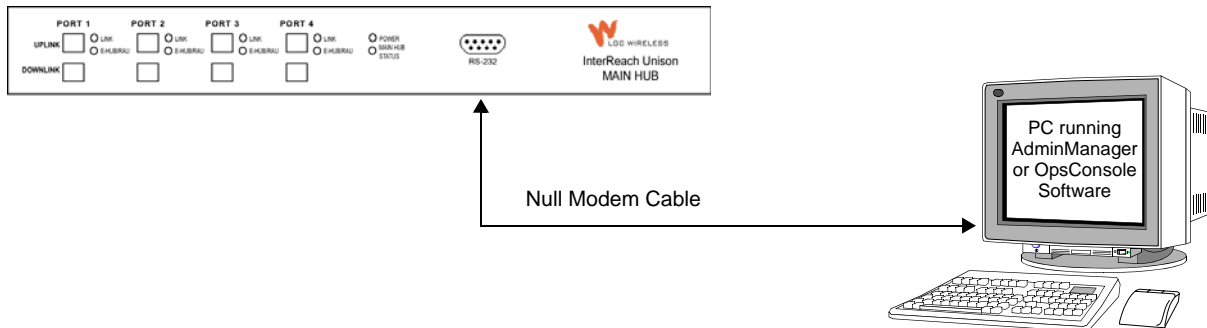 PORT 1 PORT 2 PORT 3 PORT 4
UPLINK LINK LINK LINK LINK POWER
E-HUB/RAU E-HUB/RAU E-HUB/RAU E-HUB/RAU MAIN HUB
STATUS
DOWNLINK
RS-232
LGC WIRELESS
InterReach Unison
MAIN HUB
PC running
AdminManager
or OpsConsole
Software
Null Modem Cable